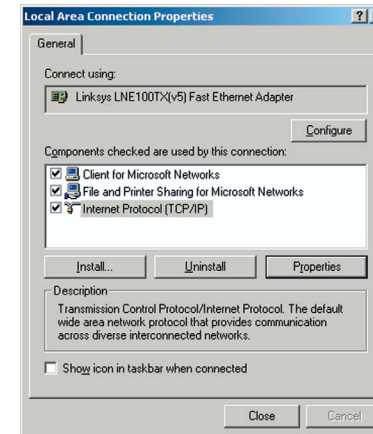 Local Area Connection Properties
General
Connect using:
Linksys LNE100TX(v5) Fast Ethernet Adapter
Configure
Components checked are used by this connection:
Client for Microsoft Networks
File and Printer Sharing for Microsoft Networks
Internet Protocol (TCP/IP)
Install... Uninstall Properties
Description
Transmission Control Protocol/Internet Protocol. The default
wide area network protocol that provides communication
across diverse interconnected networks.
Show icon in taskbar when connected
Close Cancel